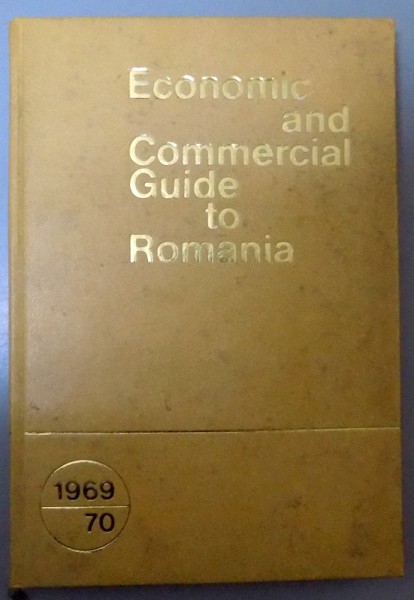 Economic
and
Commercial
Guide
to
Romania
1969
70